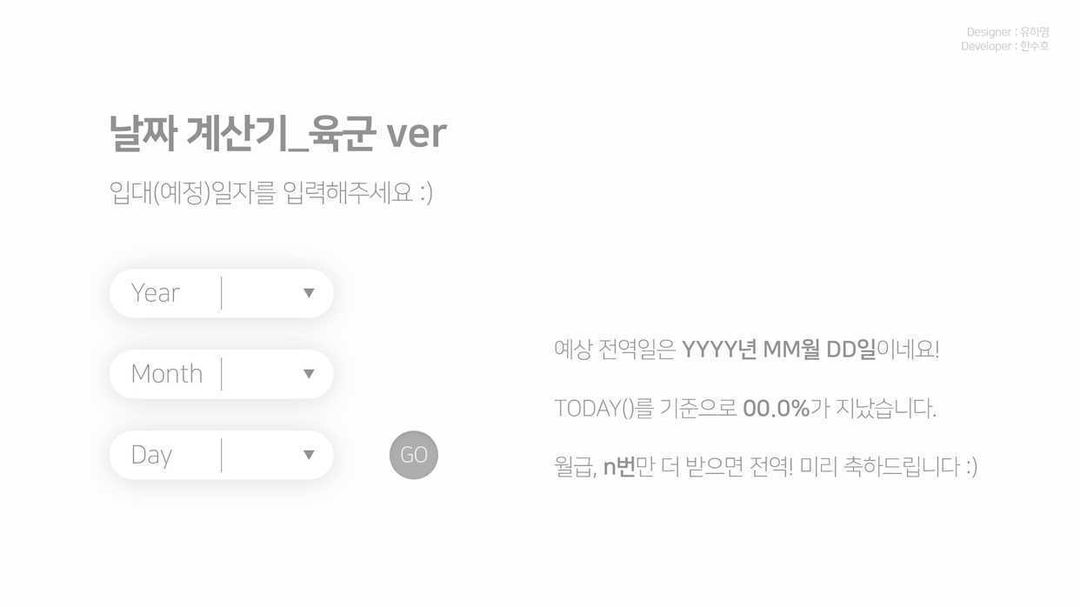 Designer : 유하영
Developer : 한수호
날짜 계산기_육군 ver
입대(예정)일자를 입력해주세요 :)
Year
Month
Day
GO
예상 전역일은 YYYY년 MM월 DD일이네요!
TODAY()를 기준으로 00.0%가 지났습니다.
월급, n번만 더 받으면 전역! 미리 축하드립니다 :)